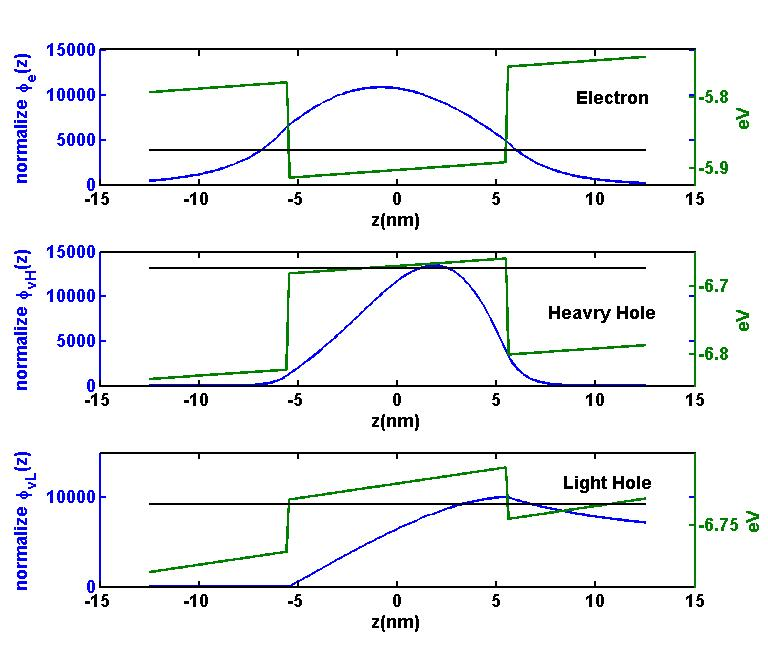 15000
10000
5000
0
normalize ϕe(z)
Electron
-5.8
-5.9
eV
-15 -10 -5 0 5 10 15
z(nm)
15000
10000
5000
0
normalize ϕvH(z)
Heavry Hole
-6.7
-6.8
eV
-15 -10 -5 0 5 10 15
z(nm)
10000
0
normalize ϕvL(z)
Light Hole
-6.75
eV
-15 -10 -5 0 5 10 15
z(nm)